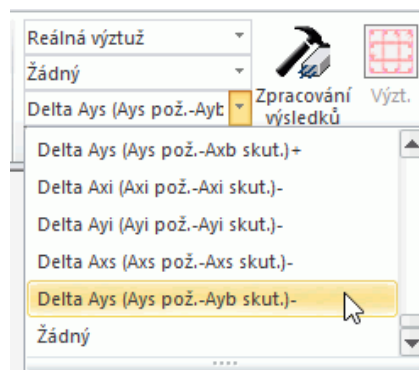 Reálná výztuž
Žádný
Delta Ays (Ays pož.-Ayb
Zpracování
výsledků
Výzt.
Delta Ays (Ays pož.-Axb skut.)+
Delta Axi (Axi pož.-Axi skut.)-
Delta Ayi (Ayi pož.-Ayi skut.)-
Delta Axs (Axs pož.-Axs skut.)-
Delta Ays (Ays pož.-Ayb skut.)-
Žádný